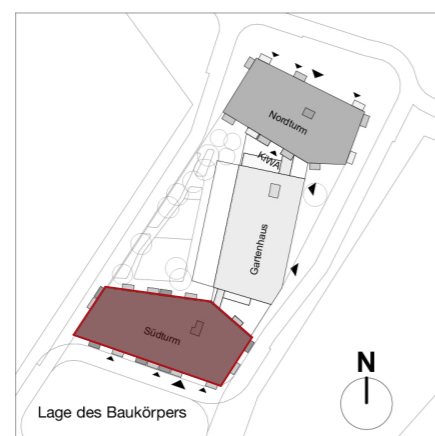 Nordturm
KiWA
Gartenhaus
Südturm
N
Lage des Baukörpers